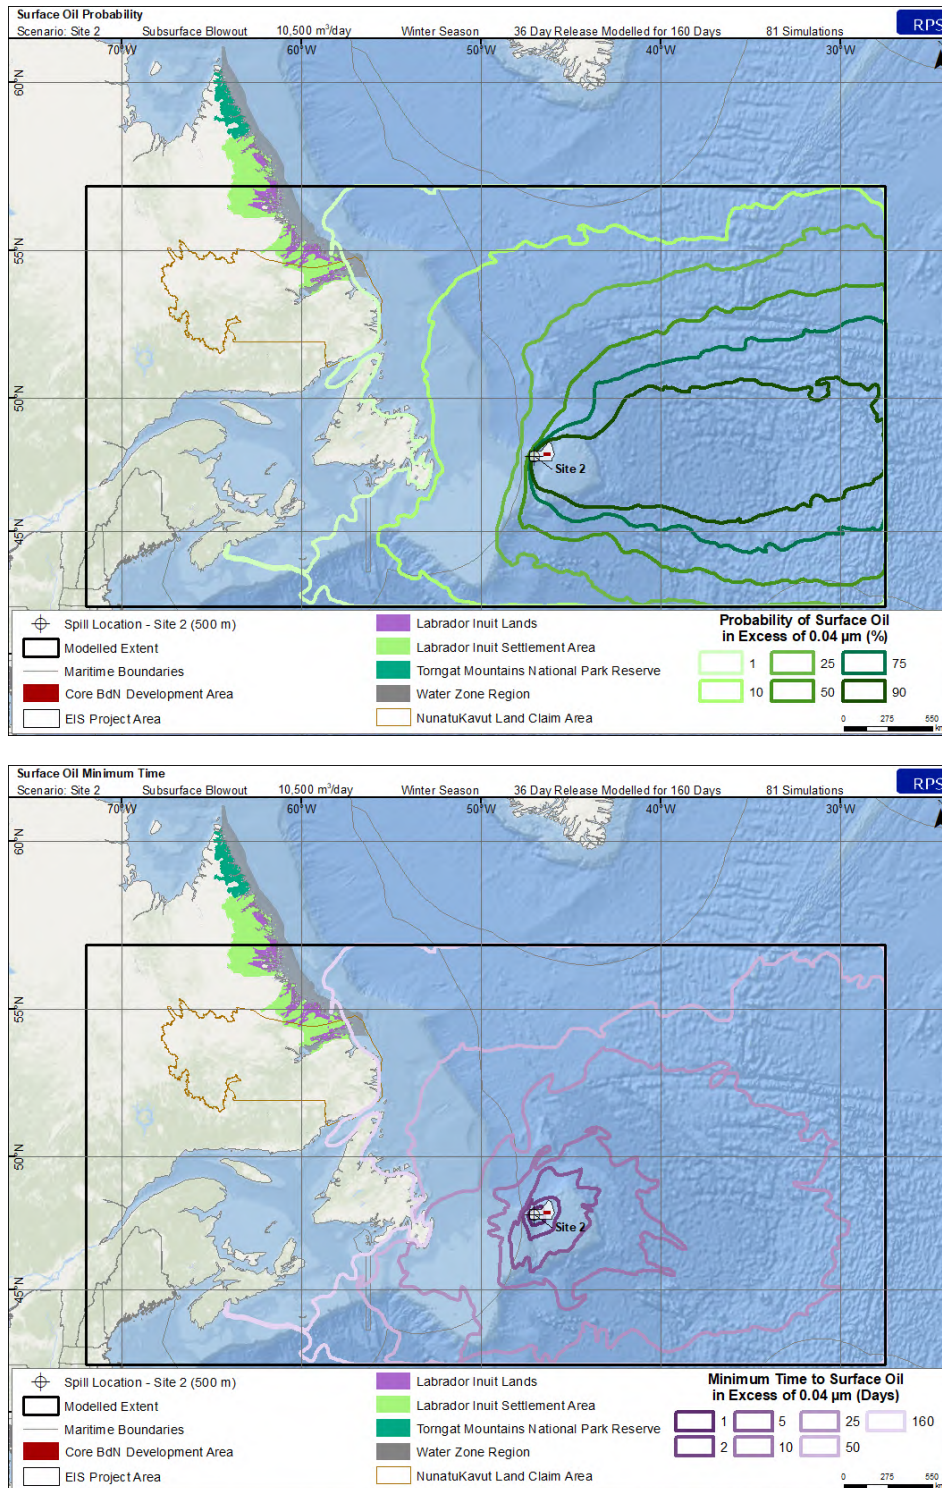 Surface Oil Probability
Scenario: Site 2 Subsurface Blowout 10,500 m³/day Winter Season 36 Day Release Modelled for 160 Days 81 Simulations
RPS
70°W 60°W 50°W 40°W 30°W
60°N
55°N
50°N
45°N
Site 2
Spill Location - Site 2 (500 m)
Modelled Extent
Maritime Boundaries
Core BdN Development Area
EIS Project Area
Labrador Inuit Lands
Labrador Inuit Settlement Area
Torngat Mountains National Park Reserve
Water Zone Region
NunatuKavut Land Claim Area
Probability of Surface Oil
in Excess of 0.04 µm (%)
1 25 75
10 50 90
0 275 550
km
Surface Oil Minimum Time
Scenario: Site 2 Subsurface Blowout 10,500 m³/day Winter Season 36 Day Release Modelled for 160 Days 81 Simulations
RPS
70°W 60°W 50°W 40°W 30°W
60°N
55°N
50°N
45°N
Site 2
Spill Location - Site 2 (500 m)
Modelled Extent
Maritime Boundaries
Core BdN Development Area
EIS Project Area
Labrador Inuit Lands
Labrador Inuit Settlement Area
Torngat Mountains National Park Reserve
Water Zone Region
NunatuKavut Land Claim Area
Minimum Time to Surface Oil
in Excess of 0.04 µm (Days)
1 5 25 160
2 10 50
0 275 550
km